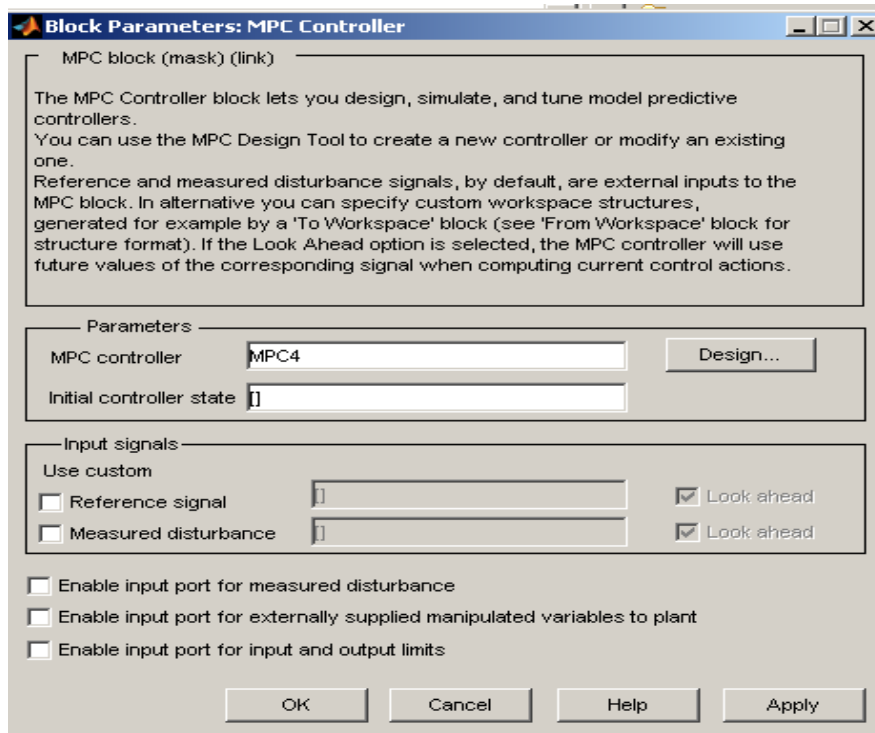 Block Parameters: MPC Controller
MPC block (mask) (link)
The MPC Controller block lets you design, simulate, and tune model predictive
controllers.
You can use the MPC Design Tool to create a new controller or modify an existing
one.
Reference and measured disturbance signals, by default, are external inputs to the
MPC block. In alternative you can specify custom workspace structures,
generated for example by a 'To Workspace' block (see 'From Workspace' block for
structure format). If the Look Ahead option is selected, the MPC controller will use
future values of the corresponding signal when computing current control actions.
Parameters
MPC controller MPC4 Design...
Initial controller state []
Input signals
Use custom
Reference signal [] Look ahead
Measured disturbance [] Look ahead
Enable input port for measured disturbance
Enable input port for externally supplied manipulated variables to plant
Enable input port for input and output limits
OK Cancel Help Apply